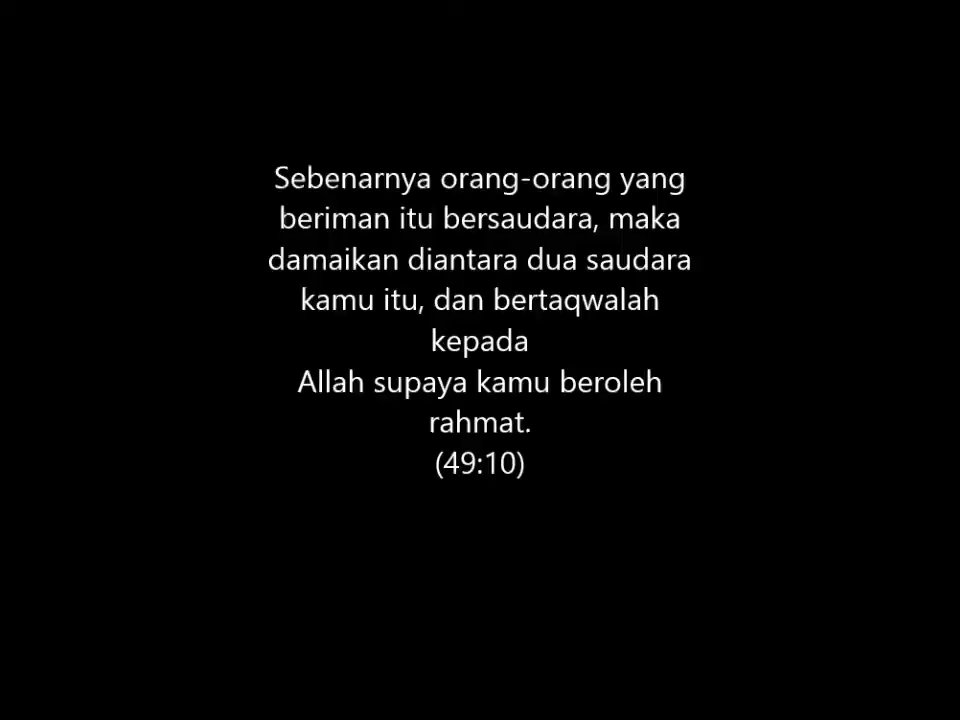 Sebenarnya orang-orang yang
beriman itu bersaudara, maka
damaikan diantara dua saudara
kamu itu, dan bertaqwalah
kepada
Allah supaya kamu beroleh
rahmat.
(49:10)